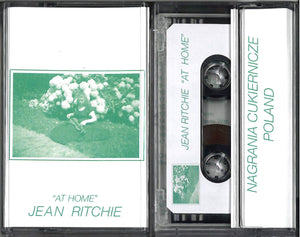 "AT HOME"
JEAN RITCHIE
JEAN RITCHIE "AT HOME"
NAGRANIA CUKIERNICZE
POLAND